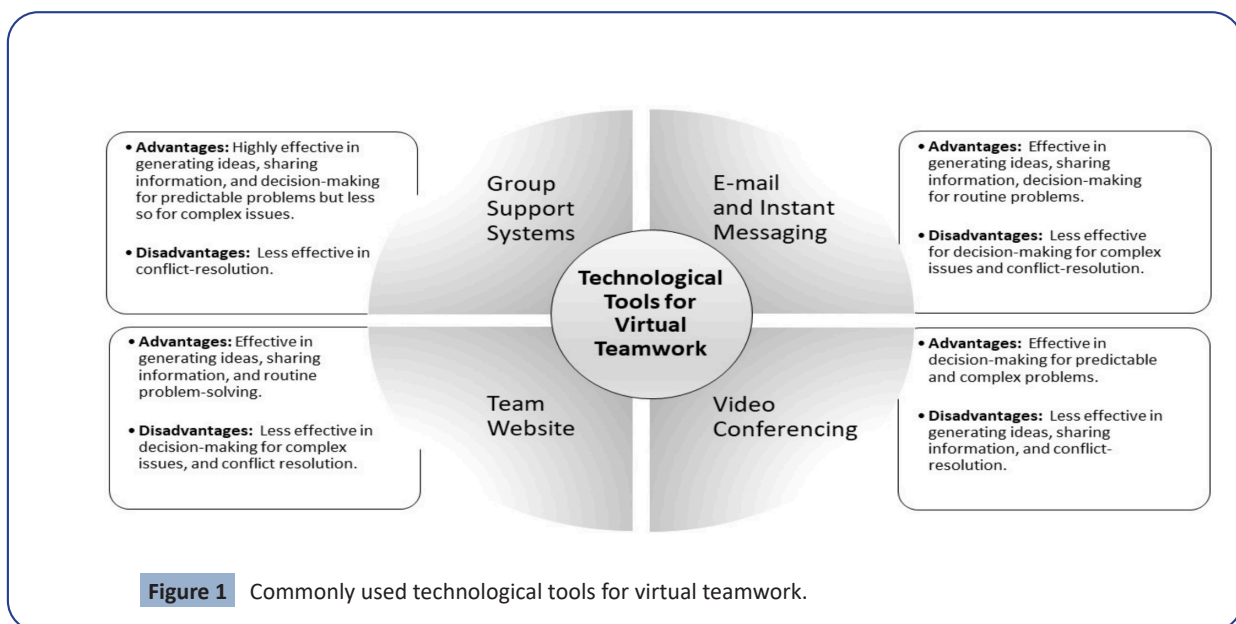 • Advantages: Highly effective in
generating ideas, sharing
information, and decision-making
for predictable problems but less
so for complex issues.
• Disadvantages: Less effective in
conflict-resolution.
Group
Support
Systems
E-mail
and Instant
Messaging
• Advantages: Effective in
generating ideas, sharing
information, decision-making
for routine problems.
• Disadvantages: Less effective
for decision-making for complex
issues and conflict-resolution.
Technological
Tools for
Virtual
Teamwork
• Advantages: Effective in
generating ideas, sharing
information, and routine
problem-solving.
• Disadvantages: Less effective in
decision-making for complex
issues, and conflict resolution.
Team
Website
Video
Conferencing
• Advantages: Effective in
decision-making for predictable
and complex problems.
• Disadvantages: Less effective in
generating ideas, sharing
information, and conflict-
resolution.
Figure 1 Commonly used technological tools for virtual teamwork.